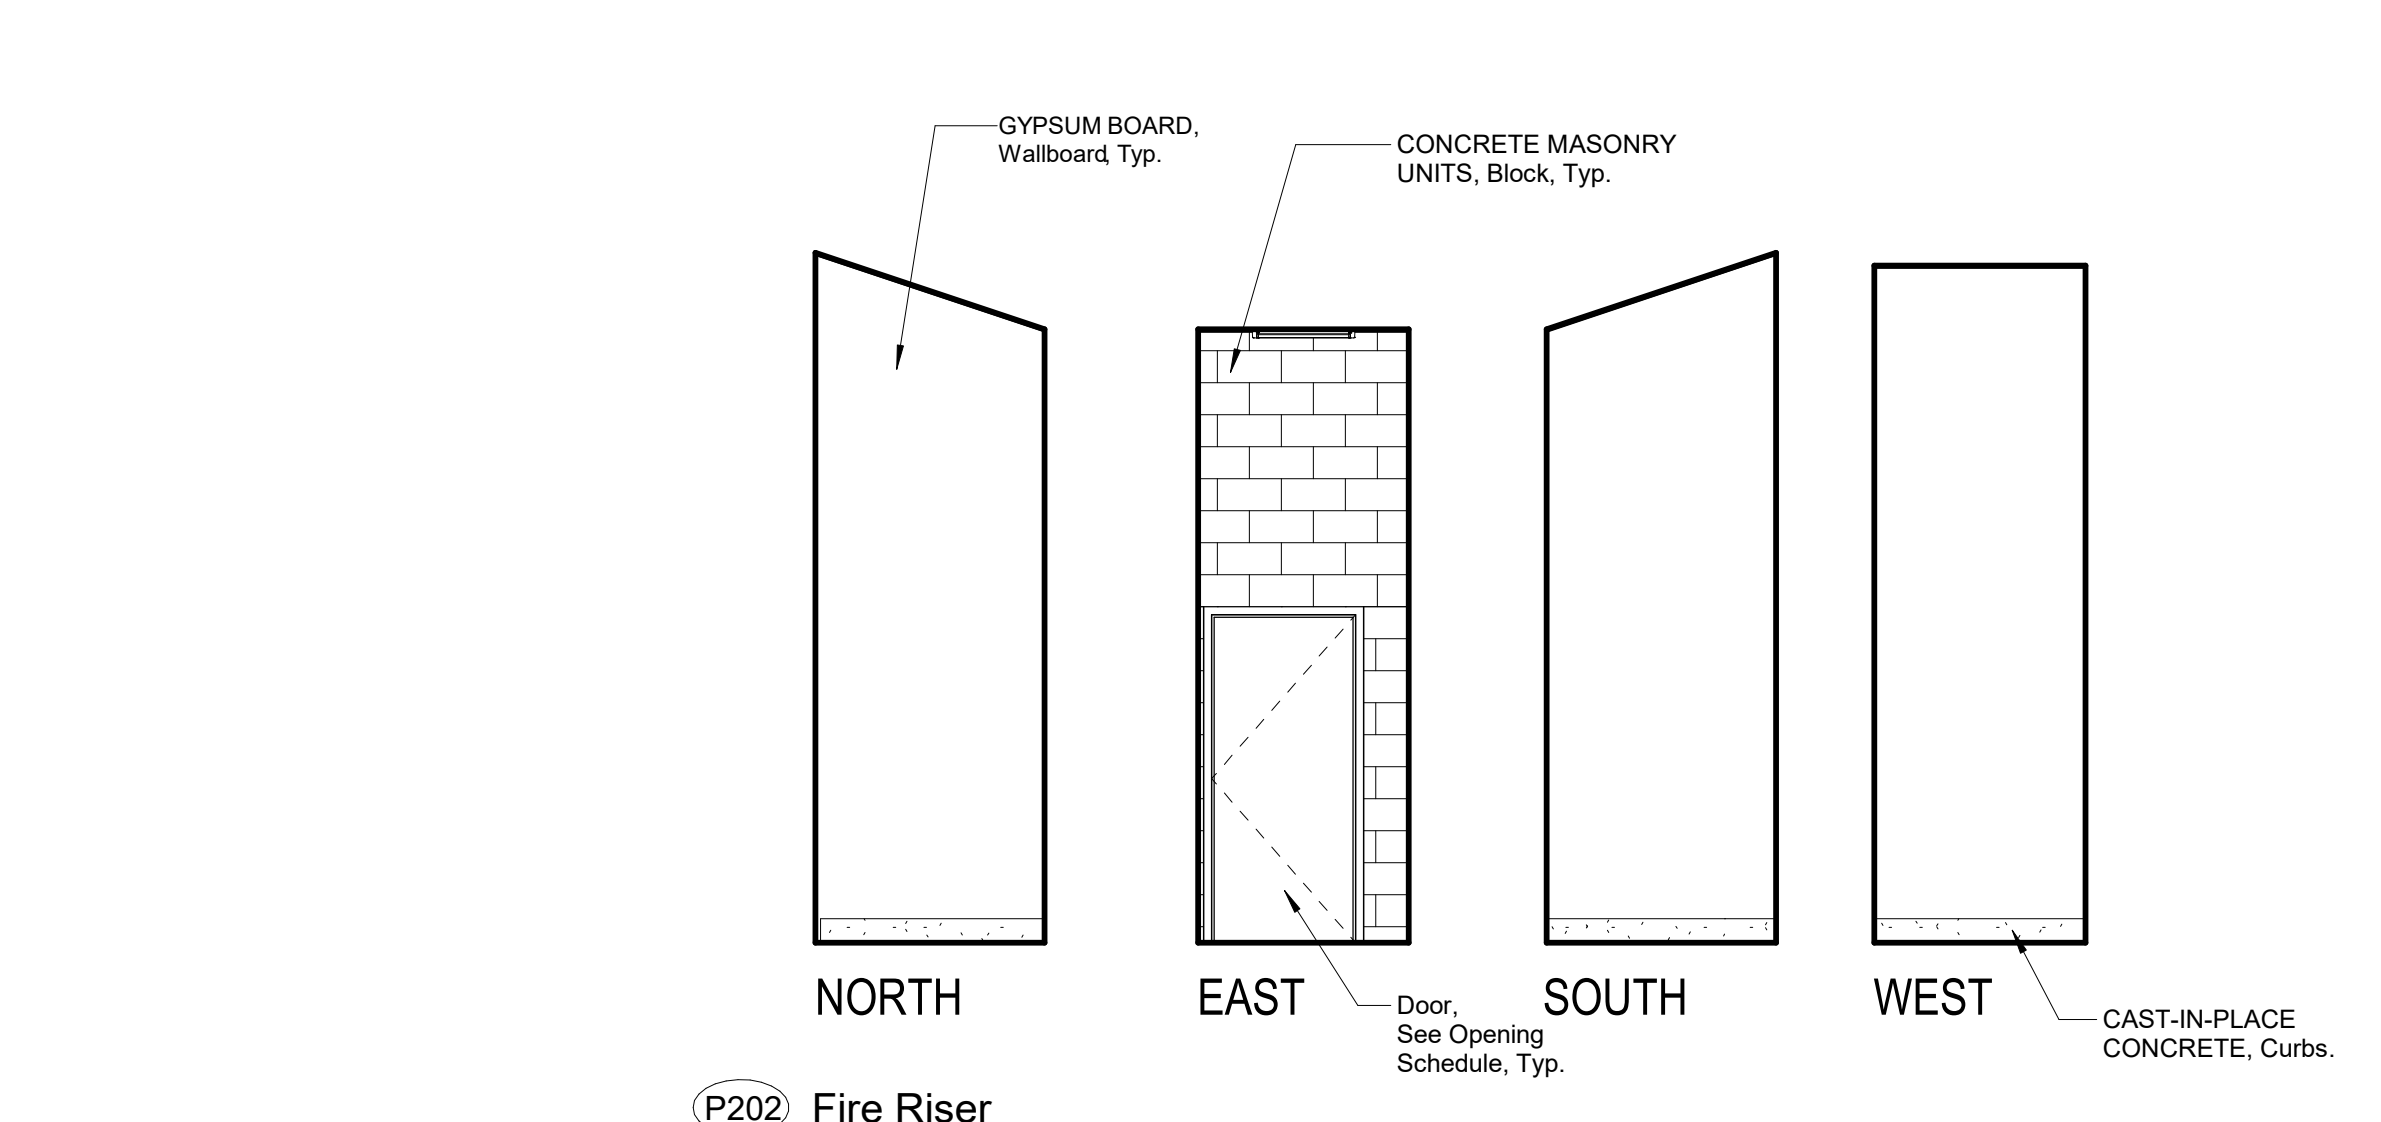 GYPSUM BOARD,
Wallboard, Typ.
CONCRETE MASONRY
UNITS, Block, Typ.
NORTH
EAST
SOUTH
WEST
Door,
See Opening
Schedule, Typ.
CAST-IN-PLACE
CONCRETE, Curbs.
P202 Fire Riser